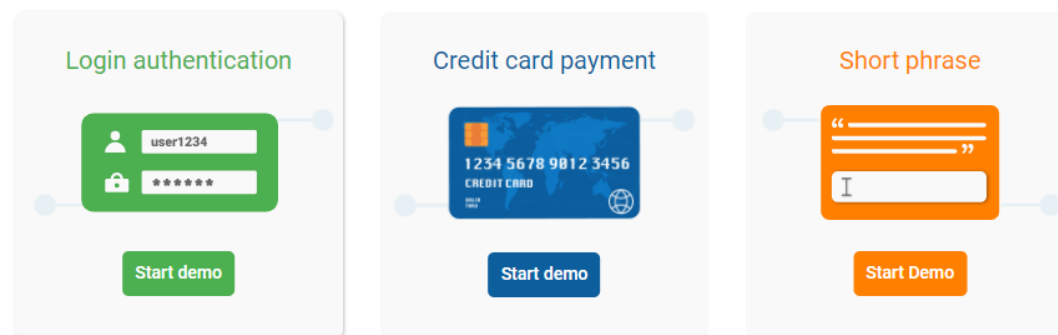 Login authentication
user1234
******
Start demo
Credit card payment
1234 5678 9012 3456
CREDIT CARD
Start demo
Short phrase
“
”
Start Demo